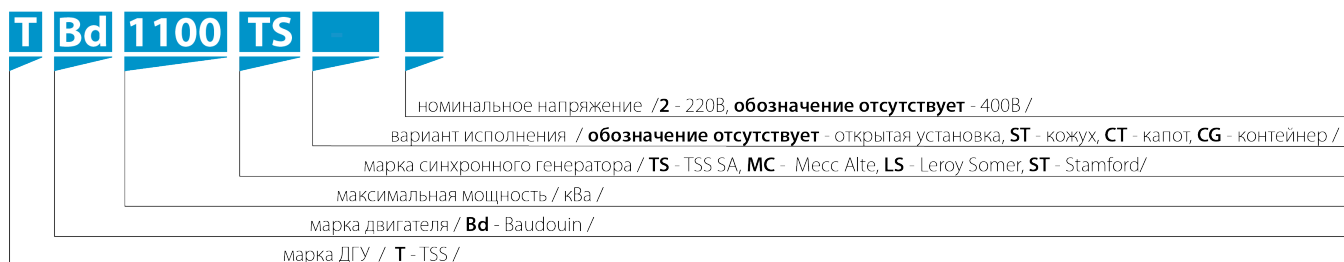 T Bd 1100 TS -
номинальное напряжение /2 - 220В, обозначение отсутствует - 400В /
вариант исполнения / обозначение отсутствует - открытая установка, ST - кожух, CT - капот, CG - контейнер /
марка синхронного генератора / TS - TSS SA, MC - Месс Alte, LS - Leroy Somer, ST - Stamford/
максимальная мощность / кВа /
марка двигателя / Bd - Baudouin /
марка ДГУ / T - TSS /